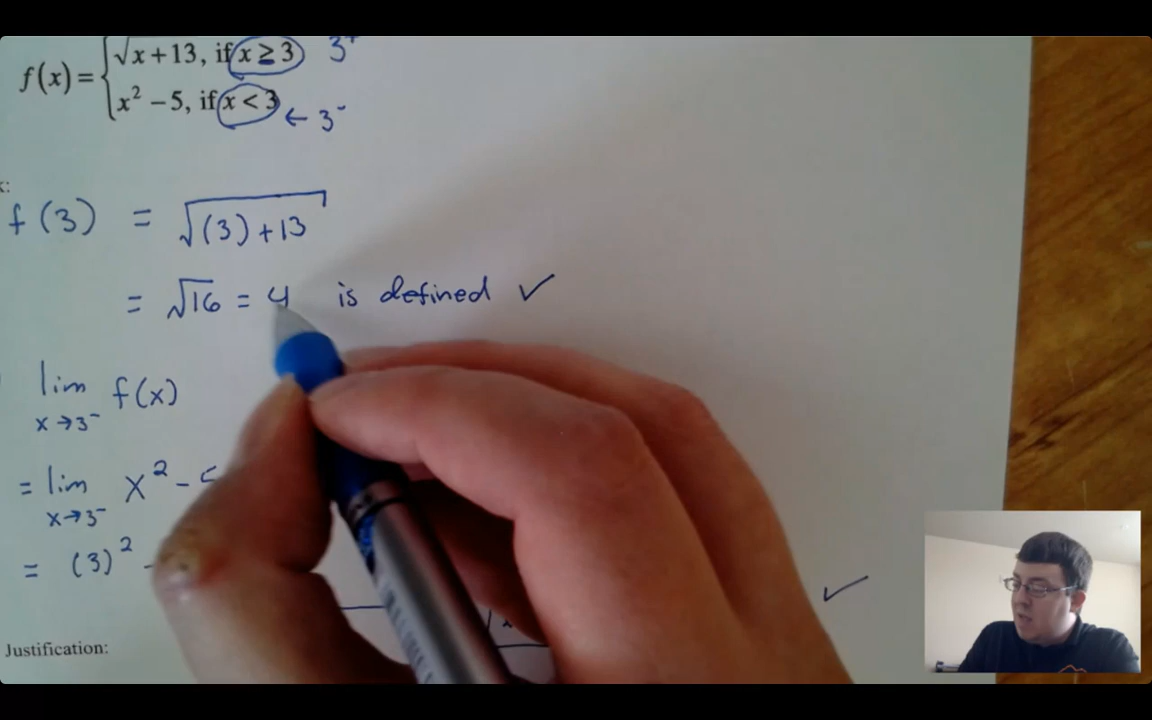 f(x) = { √x+13, if x ≥ 3 3⁺
x² − 5, if x < 3 ← 3⁻
k:
f(3) = √(3)+13
= √16 = 4 is defined ✓
lim f(x)
x→3⁻
= lim x² −
x→3⁻
= (3)² -
✓
Justification: